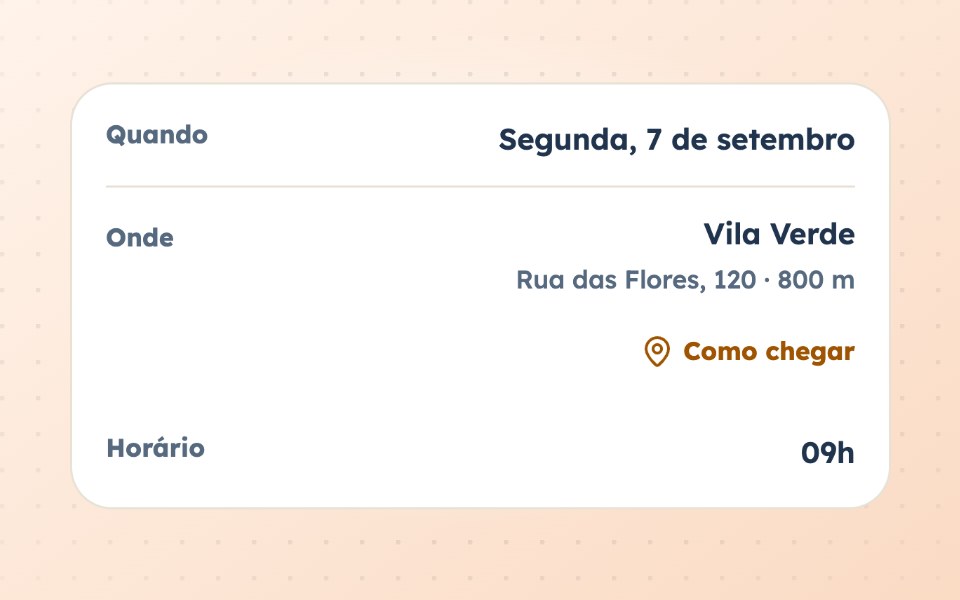 Quando
Segunda, 7 de setembro
Onde
Vila Verde
Rua das Flores, 120 · 800 m
Como chegar
Horário
09h